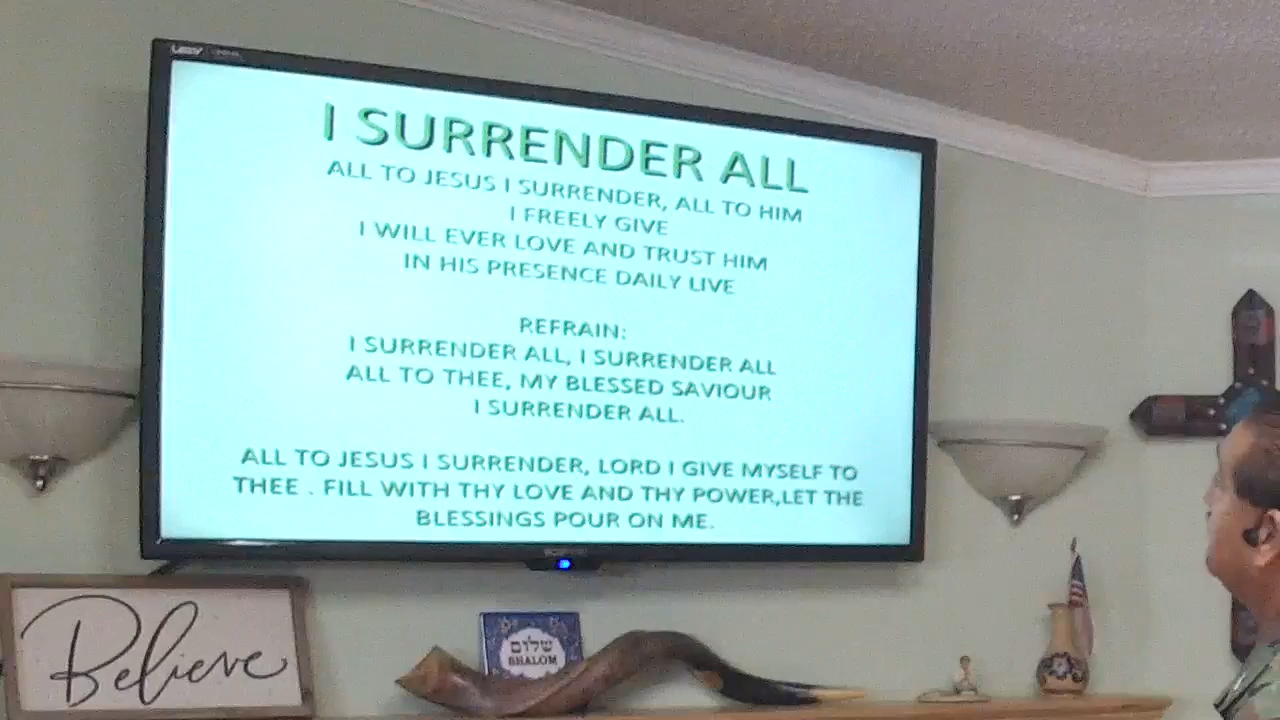 I SURRENDER ALL
ALL TO JESUS I SURRENDER, ALL TO HIM
I FREELY GIVE
I WILL EVER LOVE AND TRUST HIM
IN HIS PRESENCE DAILY LIVE
REFRAIN:
I SURRENDER ALL, I SURRENDER ALL
ALL TO THEE, MY BLESSED SAVIOUR
I SURRENDER ALL.
ALL TO JESUS I SURRENDER, LORD I GIVE MYSELF TO
THEE . FILL WITH THY LOVE AND THY POWER,LET THE
BLESSINGS POUR ON ME.
Believe
שלום
SHALOM